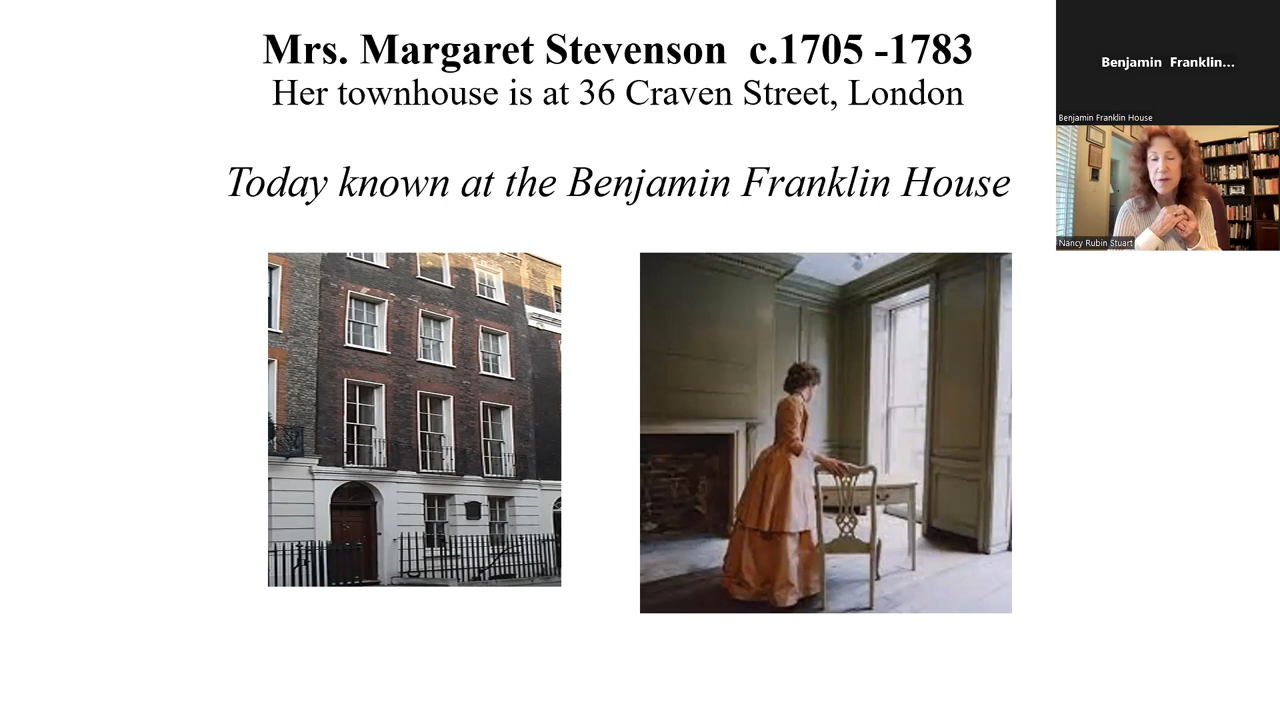 Mrs. Margaret Stevenson c.1705 -1783
Her townhouse is at 36 Craven Street, London
Today known at the Benjamin Franklin House
Benjamin Franklin...
Benjamin Franklin House
Nancy Rubin Stuart